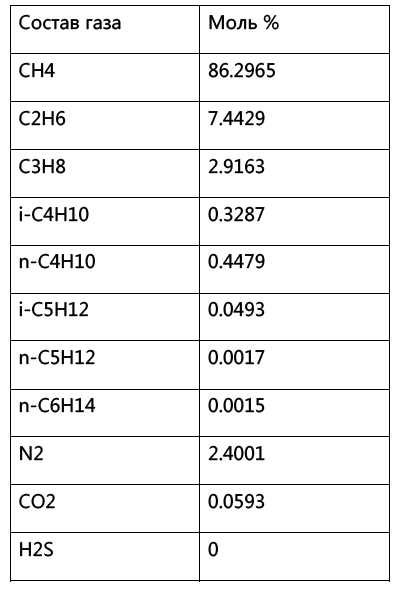 Состав газа Моль %
CH4 86.2965
C2H6 7.4429
C3H8 2.9163
i-C4H10 0.3287
n-C4H10 0.4479
i-C5H12 0.0493
n-C5H12 0.0017
n-C6H14 0.0015
N2 2.4001
CO2 0.0593
H2S 0